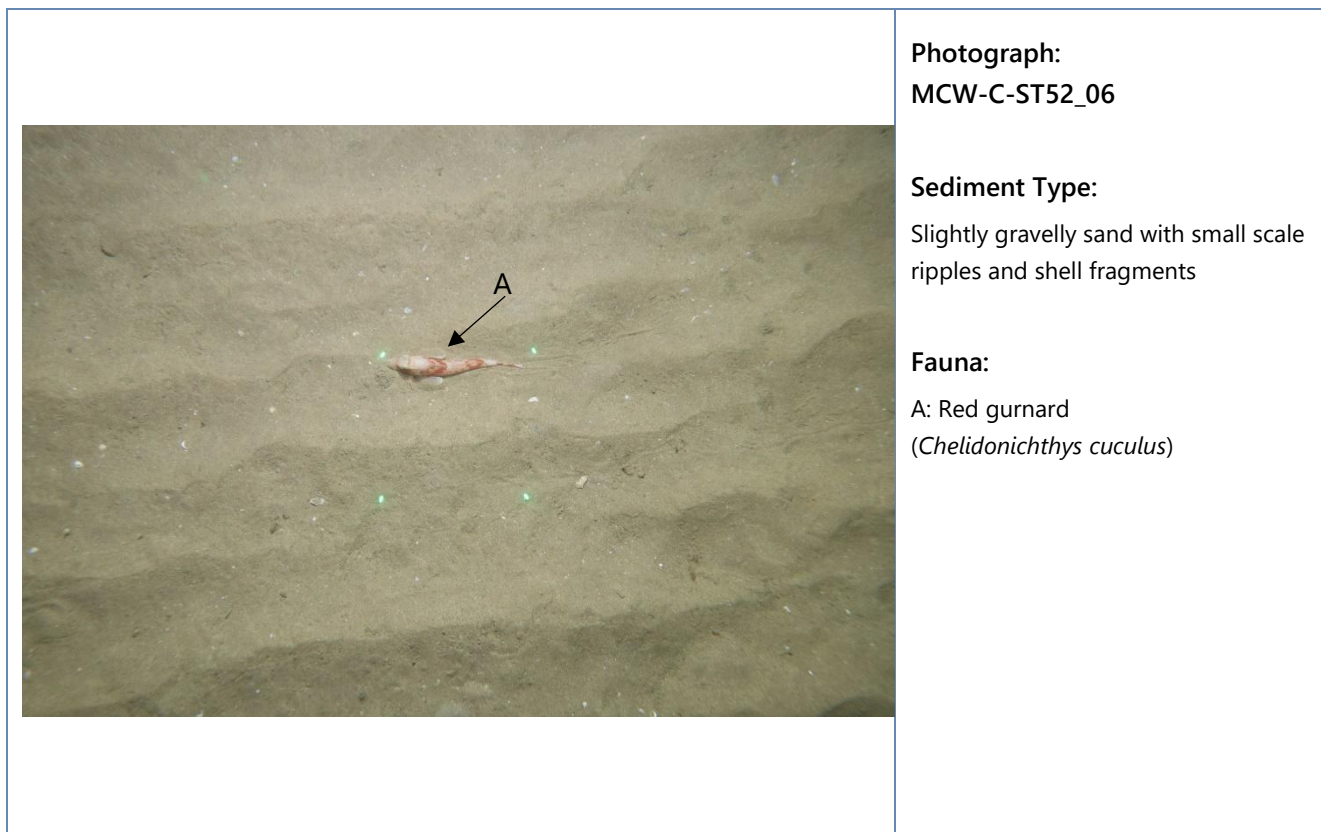 Photograph:
MCW-C-ST52_06
Sediment Type:
Slightly gravelly sand with small scale
ripples and shell fragments
Fauna:
A: Red gurnard
(Chelidonichthys cuculus)
A